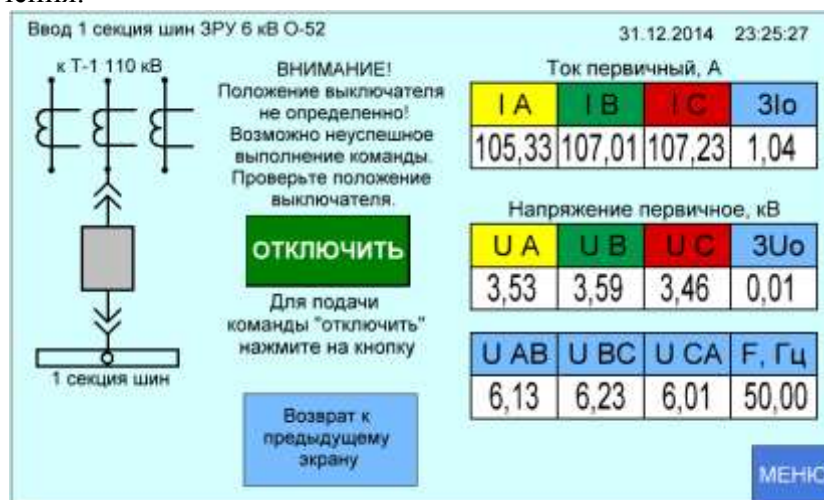 чения.
Ввод 1 секция шин ЗРУ 6 кВ О-52
31.12.2014 23:25:27
к Т-1 110 кВ
ВНИМАНИЕ!
Положение выключателя
не определенно!
Возможно неуспешное
выполнение команды.
Проверьте положение
выключателя.
ОТКЛЮЧИТЬ
Для подачи
команды "отключить"
нажмите на кнопку
1 секция шин
Возврат к
предыдущему
экрану
Ток первичный, А
I A I B I C 3Io
105,33 107,01 107,23 1,04
Напряжение первичное, кВ
U A U B U C 3Uo
3,53 3,59 3,46 0,01
U AB U BC U CA F, Гц
6,13 6,23 6,01 50,00
МЕНЮ